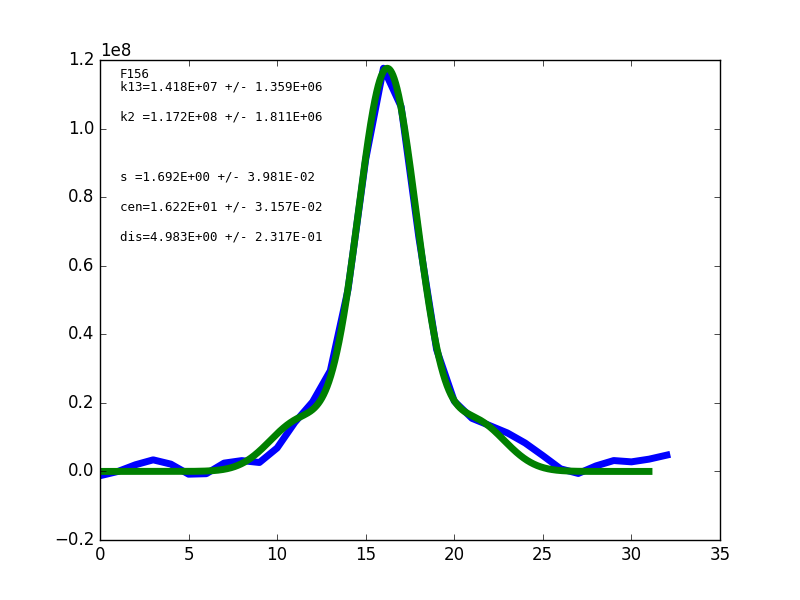 1e8
F156
k13=1.418E+07 +/- 1.359E+06
k2 =1.172E+08 +/- 1.811E+06
s =1.692E+00 +/- 3.981E-02
cen=1.622E+01 +/- 3.157E-02
dis=4.983E+00 +/- 2.317E-01
1.2
1.0
0.8
0.6
0.4
0.2
0.0
−0.2
0 5 10 15 20 25 30 35